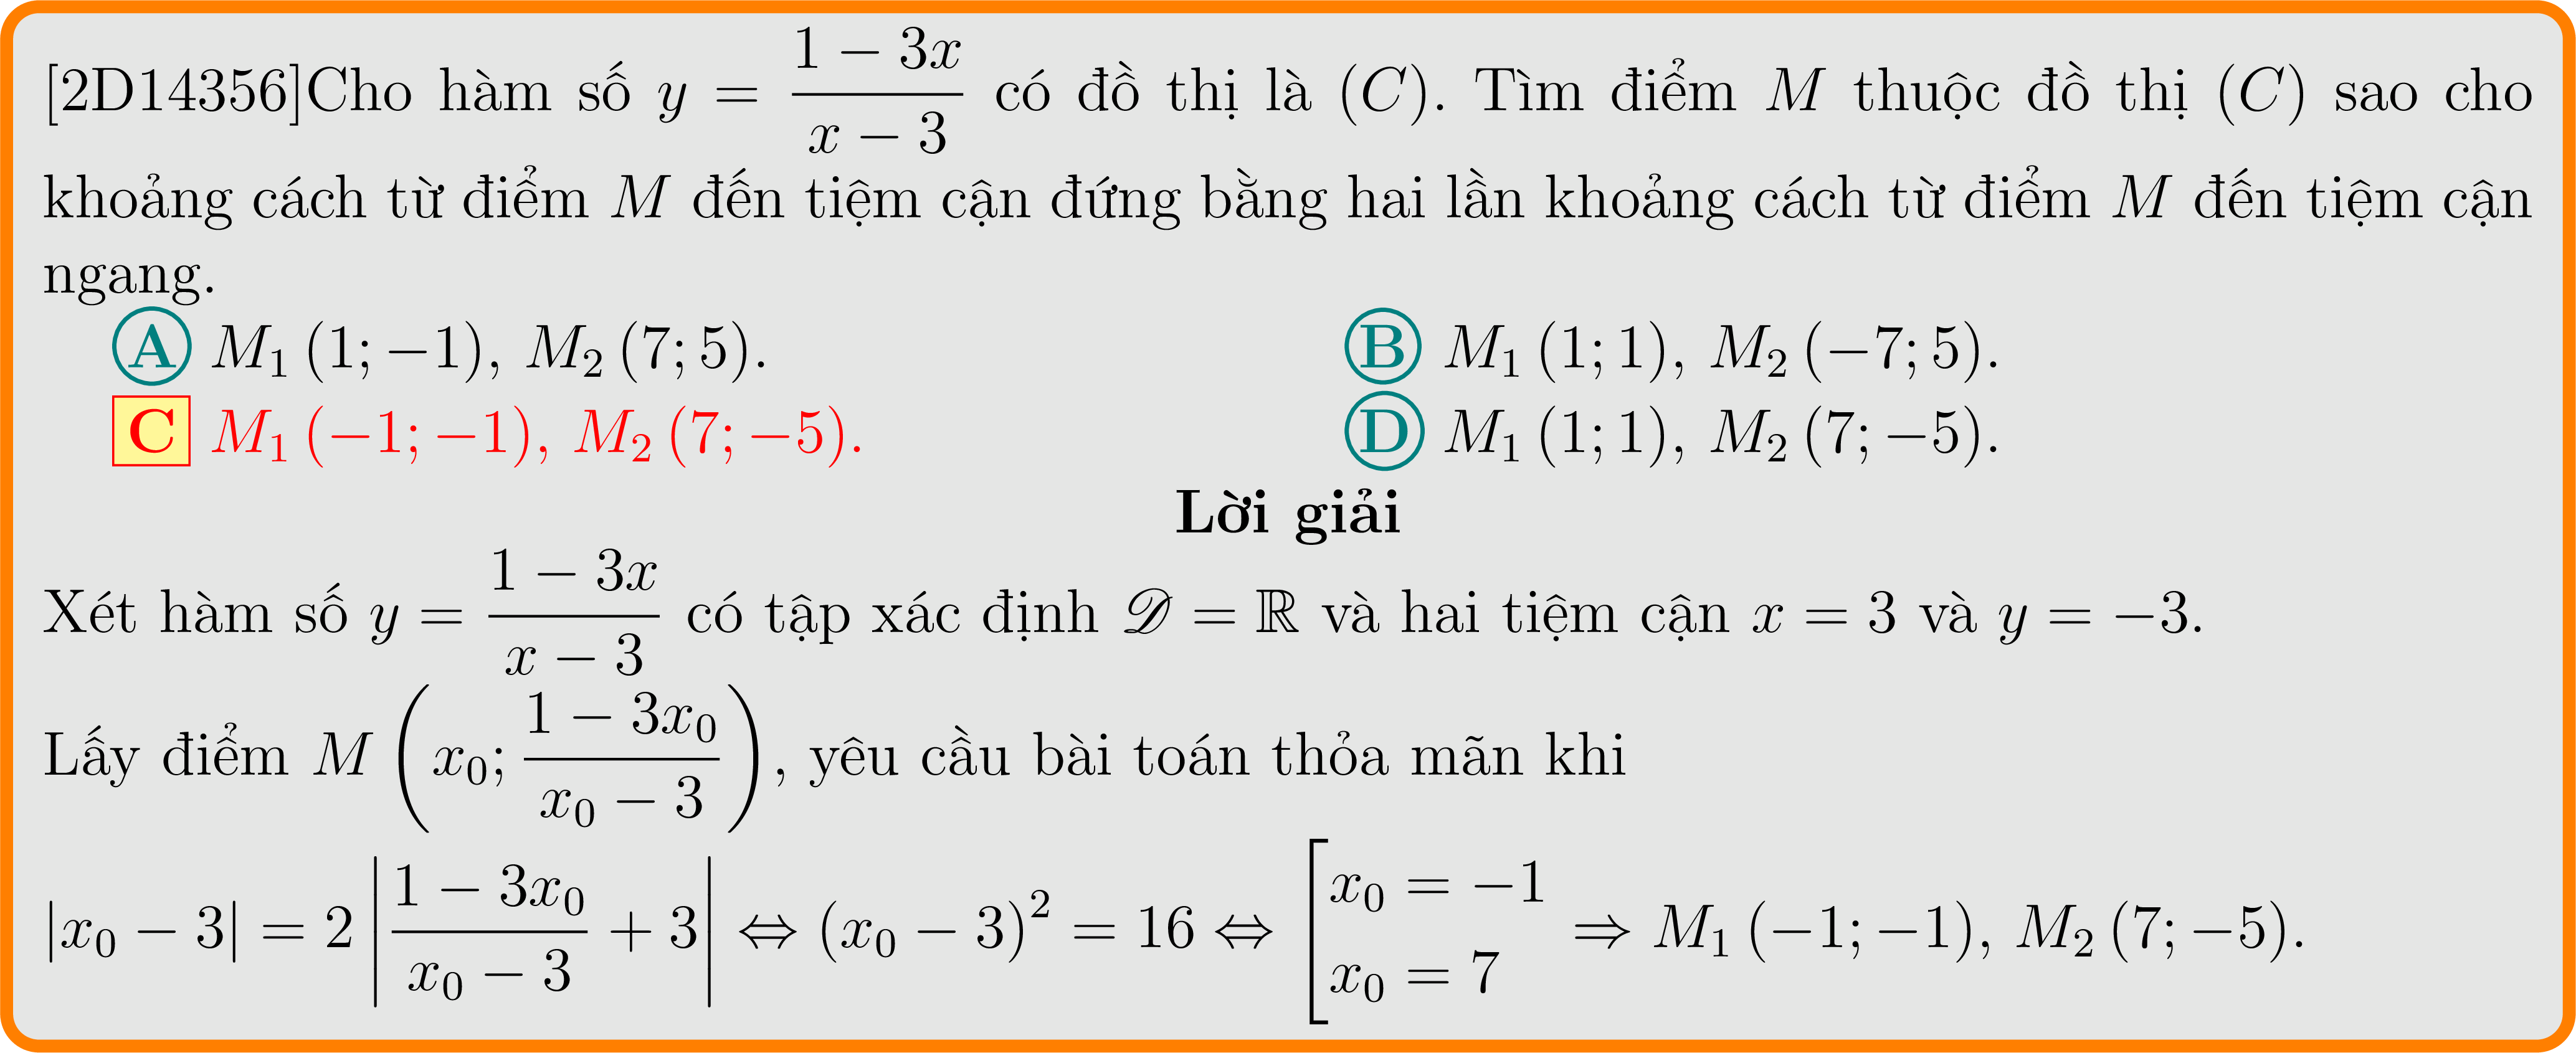 [2D14356]Cho hàm số $y = \dfrac{1-3x}{x-3}$ có đồ thị là $(C)$. Tìm điểm $M$ thuộc đồ thị $(C)$ sao cho
khoảng cách từ điểm $M$ đến tiệm cận đứng bằng hai lần khoảng cách từ điểm $M$ đến tiệm cận
ngang.
A $M_1(1;-1)$, $M_2(7;5)$. B $M_1(1;1)$, $M_2(-7;5)$.
C $M_1(-1;-1)$, $M_2(7;-5)$. D $M_1(1;1)$, $M_2(7;-5)$.
Lời giải
Xét hàm số $y = \dfrac{1-3x}{x-3}$ có tập xác định $\mathscr{D} = \mathbb{R}$ và hai tiệm cận $x = 3$ và $y = -3$.
Lấy điểm $M\left(x_0; \dfrac{1-3x_0}{x_0-3}\right)$, yêu cầu bài toán thỏa mãn khi
$|x_0-3| = 2\left|\dfrac{1-3x_0}{x_0-3}+3\right| \Leftrightarrow (x_0-3)^2 = 16 \Leftrightarrow \left[\begin{array}{l} x_0 = -1 \\ x_0 = 7 \end{array}\right. \Rightarrow M_1(-1;-1), M_2(7;-5).$